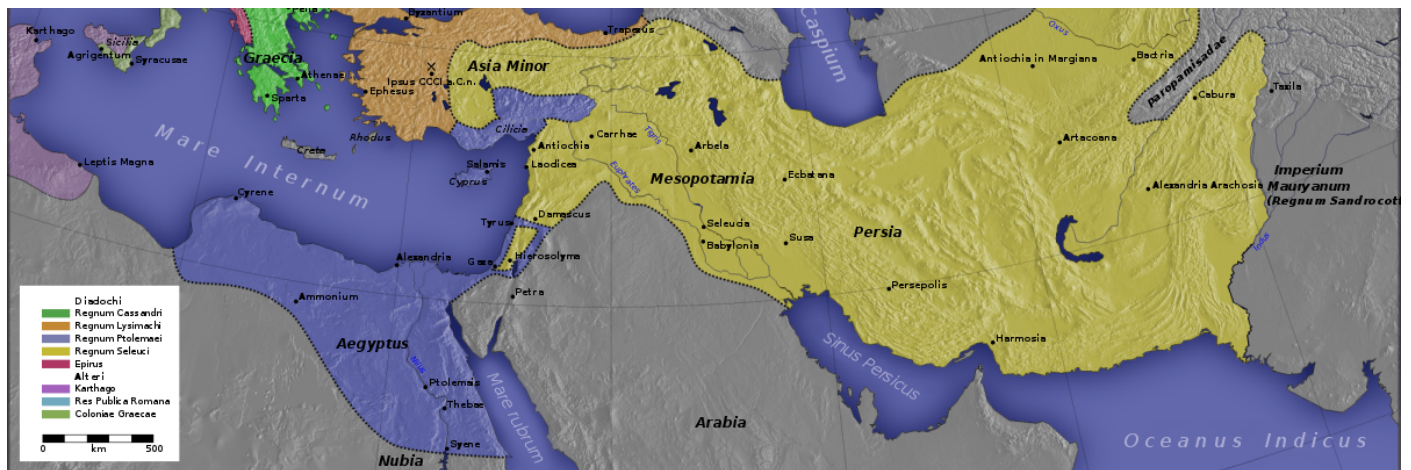 Pella
Byzantium
Oxus
Karthago
Sicilia
Trapezus
Caspium
Agrigentum
Syracusae
Graecia
Asia Minor
Antiochia in Margiana
Bactria
Paropamisadae
Athenae
Ipsus CCCI a.C.n.
Ephesus
Cabura
Taxila
Sparta
Mare Internum
Rhodus
Cilicia
Carrhae
Tigris
Arbela
Artacoana
Creta
Antiochia
Leptis Magna
Salamis
Laodicea
Cyprus
Euphrates
Mesopotamia
Ecbatana
Imperium
Mauryanum
(Regnum Sandrocott
Alexandria Arachosia
Cyrene
Damascus
Tyrus
Seleucia
Babylonia
Susa
Persia
Indus
Alexandria
Gaza
Hierosolyma
Ammonium
Petra
Persepolis
Diadochi
Regnum Cassandri
Regnum Lysimachi
Regnum Ptolemaei
Regnum Seleuci
Epirus
Alteri
Karthago
Res Publica Romana
Coloniae Graecae
0 km 500
Aegyptus
Nilus
Ptolemais
Thebae
Syene
Nubia
Mare rubrum
Sinus Persicus
Harmosia
Arabia
Oceanus Indicus